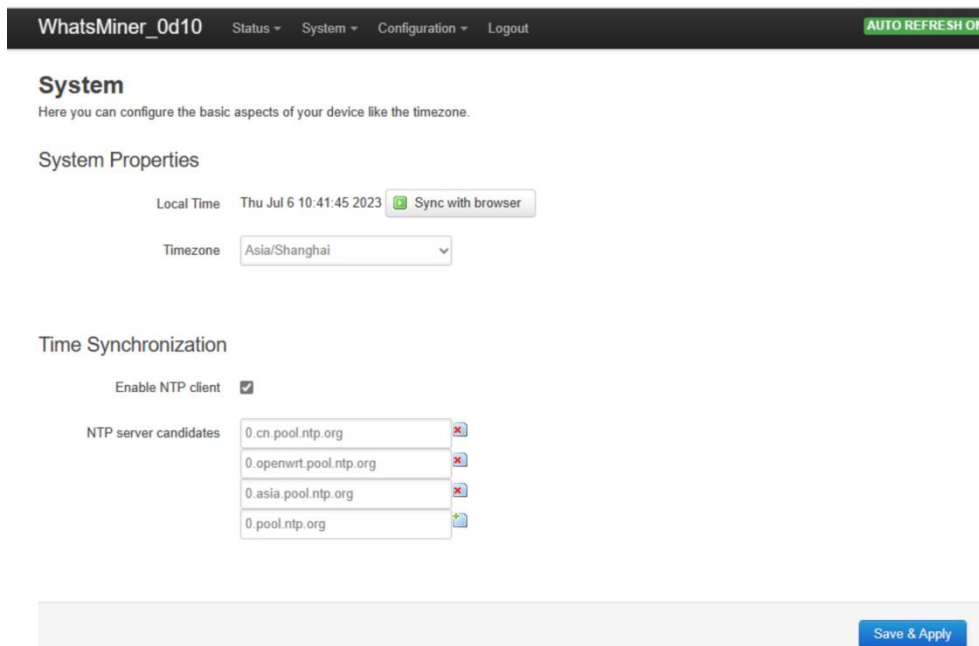 WhatsMiner_0d10 Status System Configuration Logout AUTO REFRESH ON
System
Here you can configure the basic aspects of your device like the timezone.
System Properties
Local Time Thu Jul 6 10:41:45 2023 Sync with browser
Timezone Asia/Shanghai
Time Synchronization
Enable NTP client
NTP server candidates 0.cn.pool.ntp.org
0.openwrt.pool.ntp.org
0.asia.pool.ntp.org
0.pool.ntp.org
Save & Apply